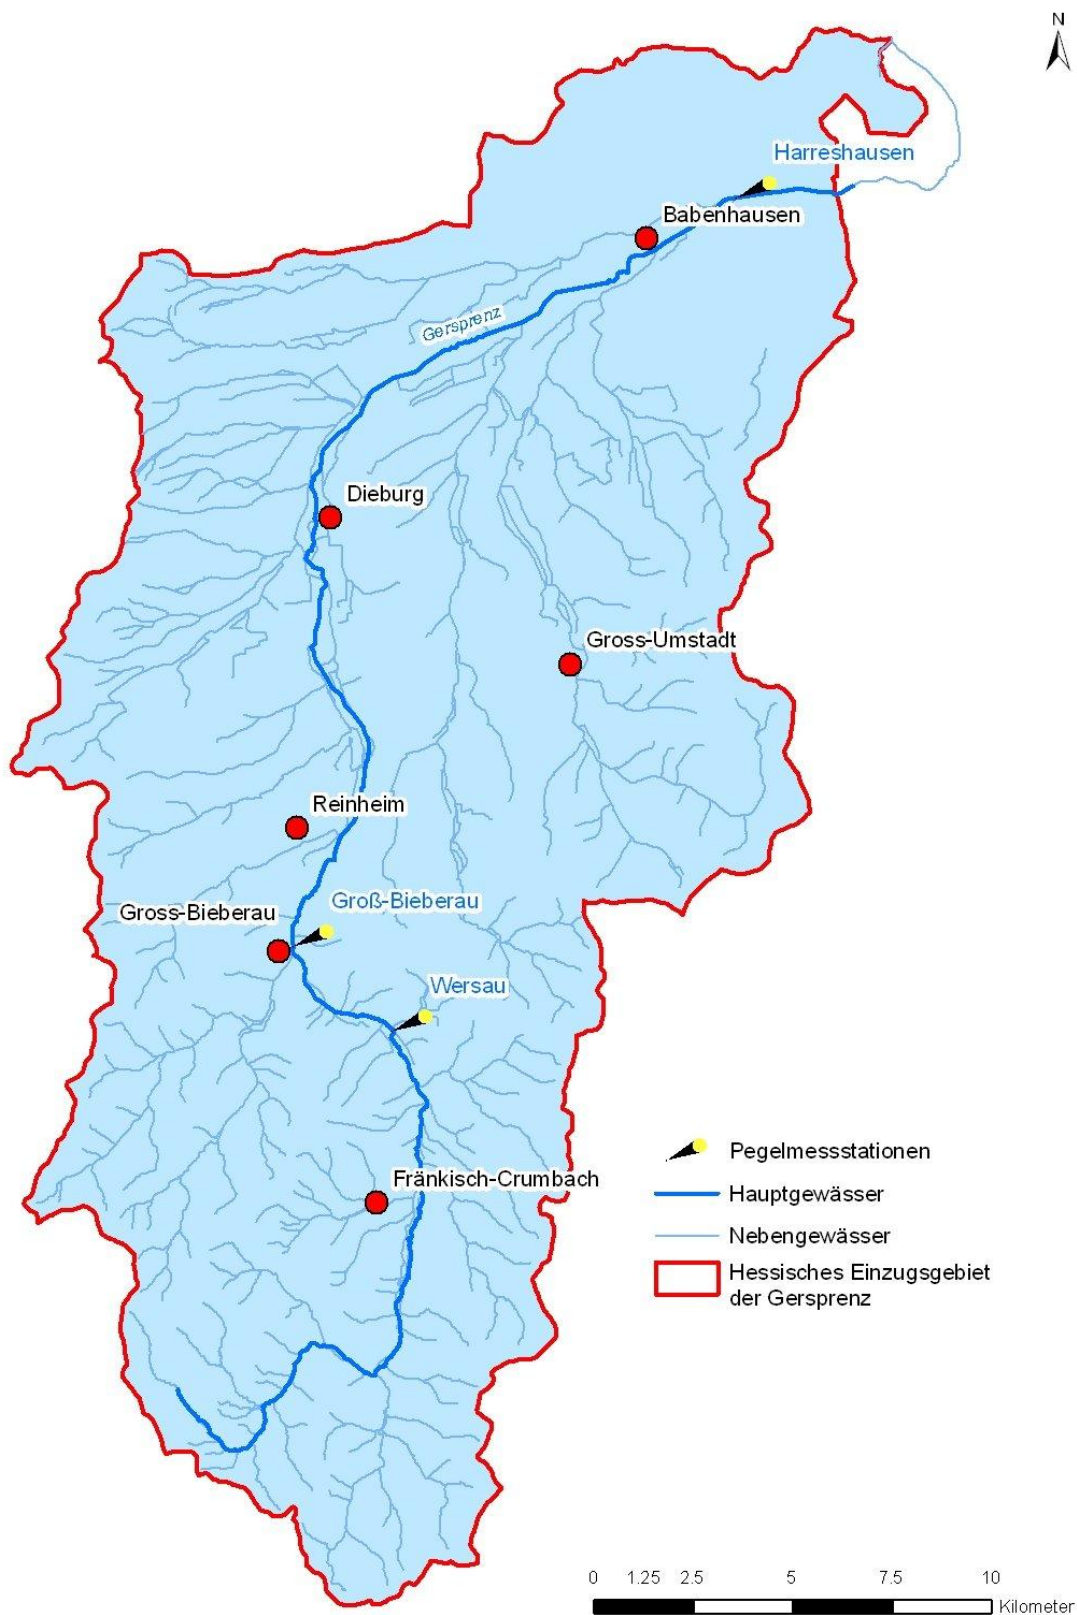 N
Harreshausen
Babenhausen
Gersprenz
Dieburg
Gross-Umstadt
Reinheim
Groß-Bieberau
Gross-Bieberau
Wersau
Pegelmessstationen
Fränkisch-Crumbach
Hauptgewässer
Nebengewässer
Hessisches Einzugsgebiet
der Gersprenz
0 1.25 2.5 5 7.5 10
Kilometer